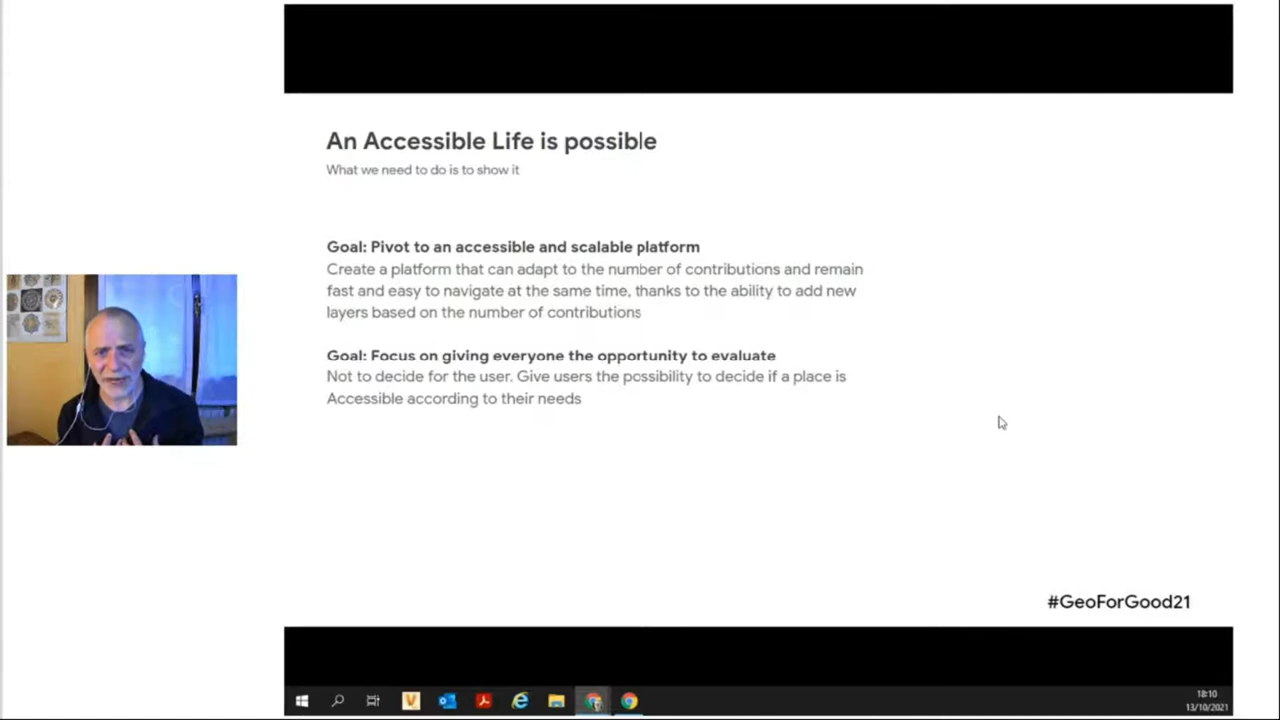 An Accessible Life is possible
What we need to do is to show it
Goal: Pivot to an accessible and scalable platform
Create a platform that can adapt to the number of contributions and remain
fast and easy to navigate at the same time, thanks to the ability to add new
layers based on the number of contributions
Goal: Focus on giving everyone the opportunity to evaluate
Not to decide for the user. Give users the possibility to decide if a place is
Accessible according to their needs
#GeoForGood21
18:10
13/10/2021